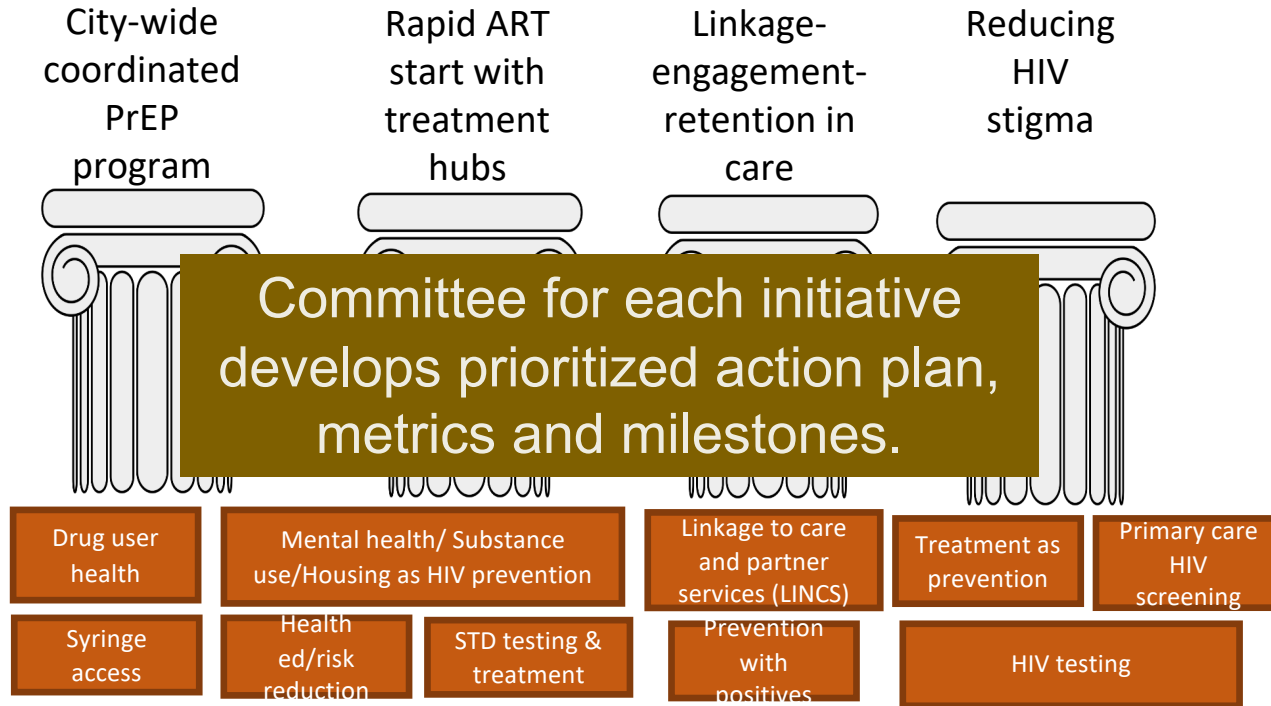 City-wide
coordinated
PrEP
program
Rapid ART
start with
treatment
hubs
Linkage-
engagement-
retention in
care
Reducing
HIV
stigma
Committee for each initiative
develops prioritized action plan,
metrics and milestones.
Drug user
health
Mental health/ Substance
use/Housing as HIV prevention
Linkage to care
and partner
services (LINCS)
Treatment as
prevention
Primary care
HIV
screening
Syringe
access
Health
ed/risk
reduction
STD testing &
treatment
Prevention
with
positives
HIV testing